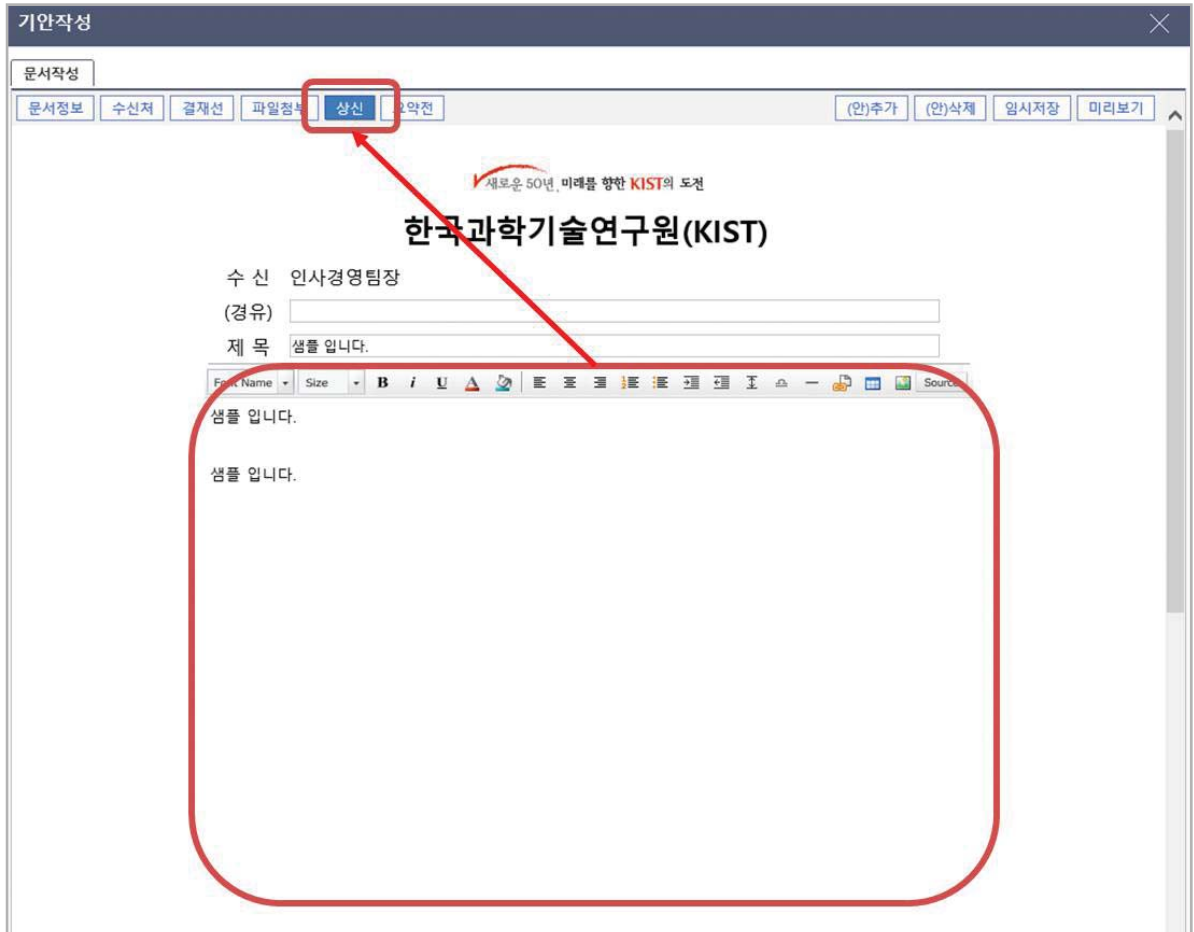 기안작성
문서작성
문서정보 수신처 결재선 파일첨부 상신 요약전 (안)추가 (안)삭제 임시저장 미리보기
새로운 50년, 미래를 향한 KIST의 도전
한국과학기술연구원(KIST)
수 신 인사경영팀장
(경유)
제 목 샘플 입니다.
Font Name Size B i U A Source
샘플 입니다.
샘플 입니다.